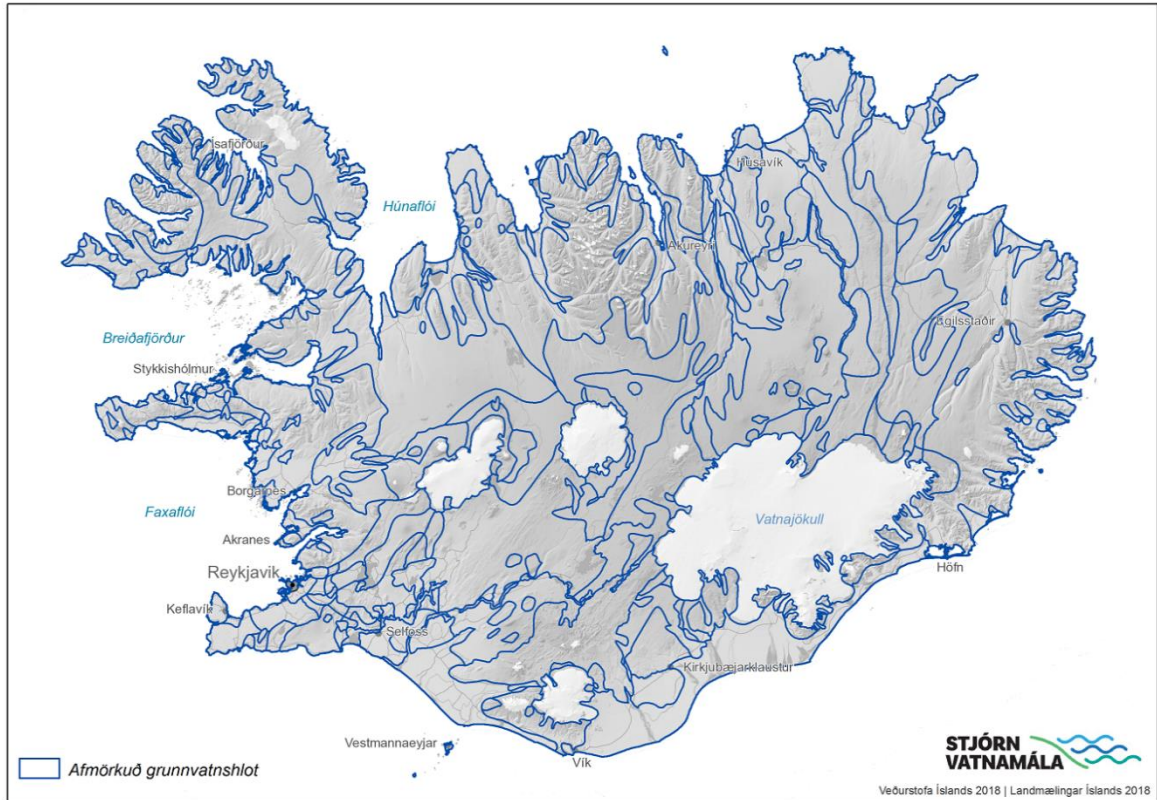 Ísafjörður
Húsavík
Húnaflói
Akureyri
Egilsstaðir
Breiðafjörður
Stykkishólmur
Borgarnes
Faxaflói
Vatnajökull
Akranes
Höfn
Reykjavík
Keflavík
Selfoss
Kirkjubæjarklaustur
Vestmannaeyjar
Vík
Afmörkuð grunnvatnshlot
STJÓRN
VATNAMÁLA
Veðurstofa Íslands 2018 | Landmælingar Íslands 2018